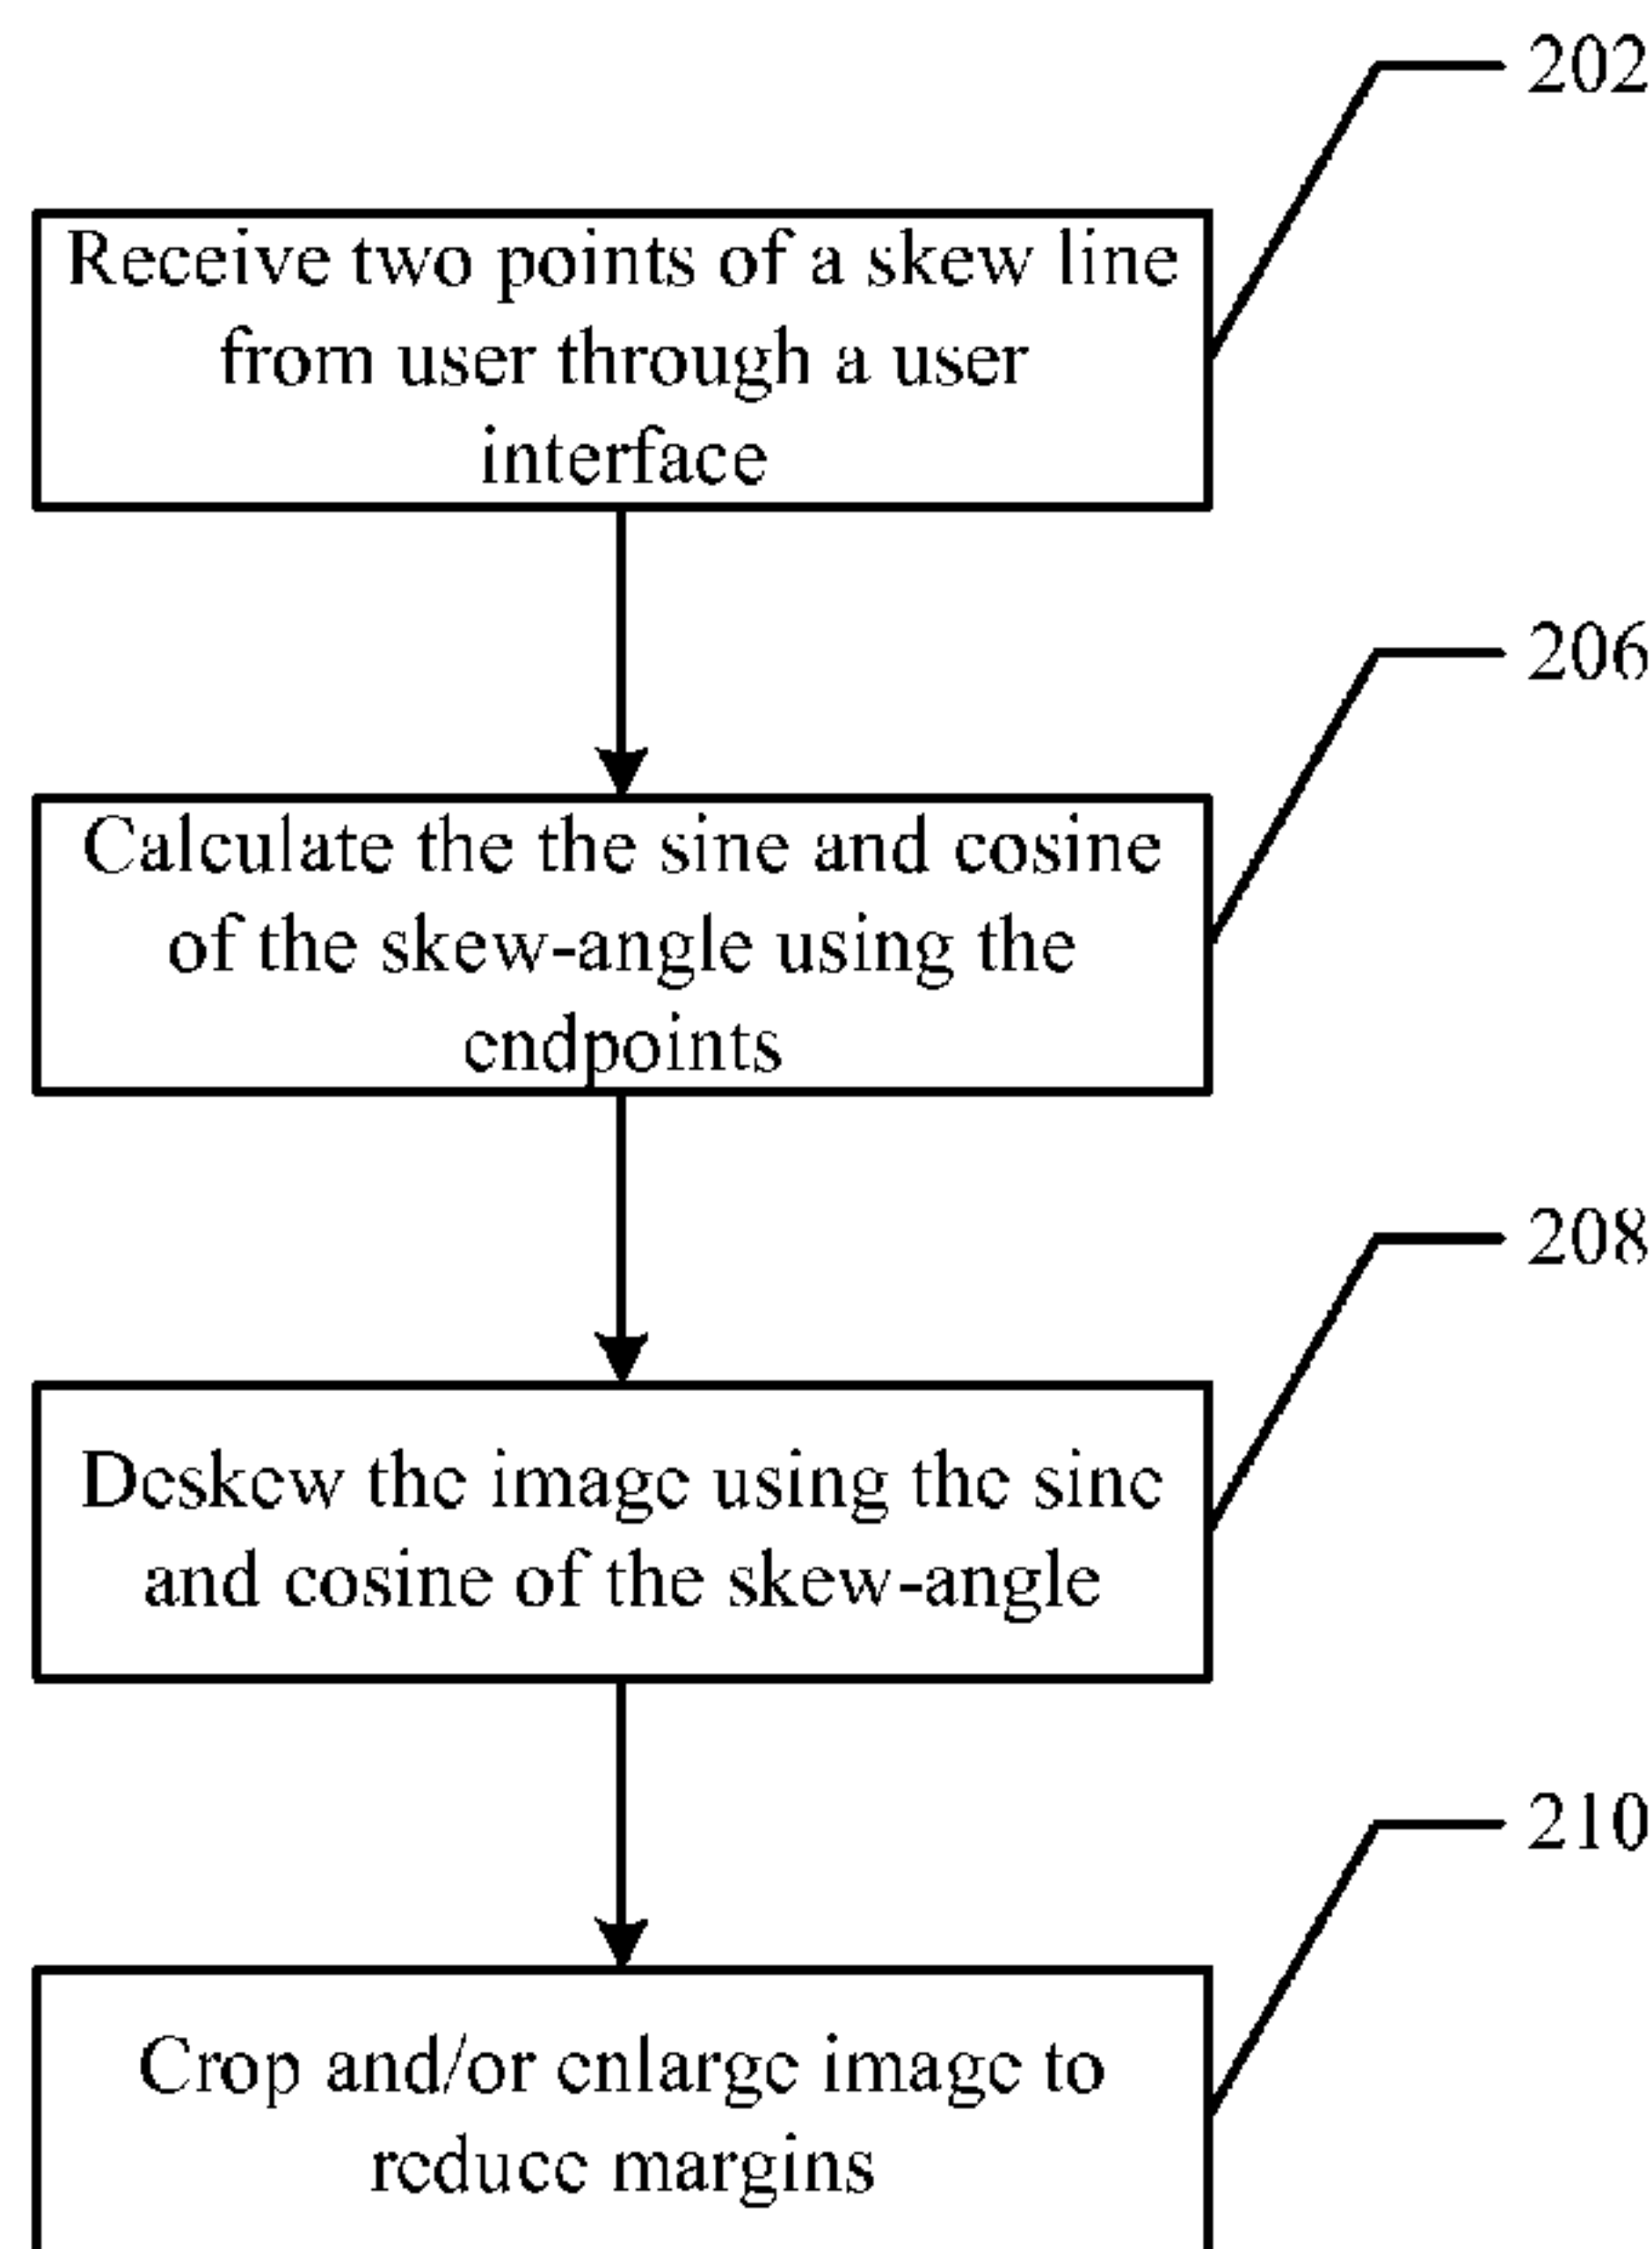 202
Receive two points of a skew line
from user through a user
interface
206
Calculate the the sine and cosine
of the skew-angle using the
endpoints
208
Deskew the image using the sine
and cosine of the skew-angle
210
Crop and/or enlarge image to
reduce margins